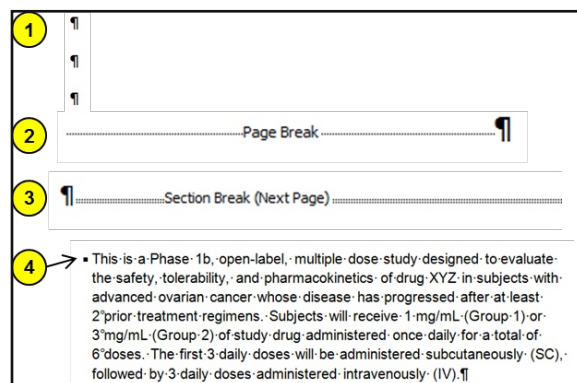 1
¶
¶
¶
2
Page Break ¶
3
¶ Section Break (Next Page)
4
▪ This·is·a·Phase·1b,·open-label,·multiple·dose·study·designed·to·evaluate·
the·safety,·tolerability,·and·pharmacokinetics·of·drug·XYZ·in·subjects·with·
advanced·ovarian·cancer·whose·disease·has·progressed·after·at·least·
2°prior·treatment·regimens.·Subjects·will·receive·1·mg/mL·(Group·1)·or·
3°mg/mL·(Group·2)·of·study·drug·administered·once·daily·for·a·total·of·
6°doses.·The·first·3·daily·doses·will·be·administered·subcutaneously·(SC),·
followed·by·3·daily·doses·administered·intravenously·(IV).¶